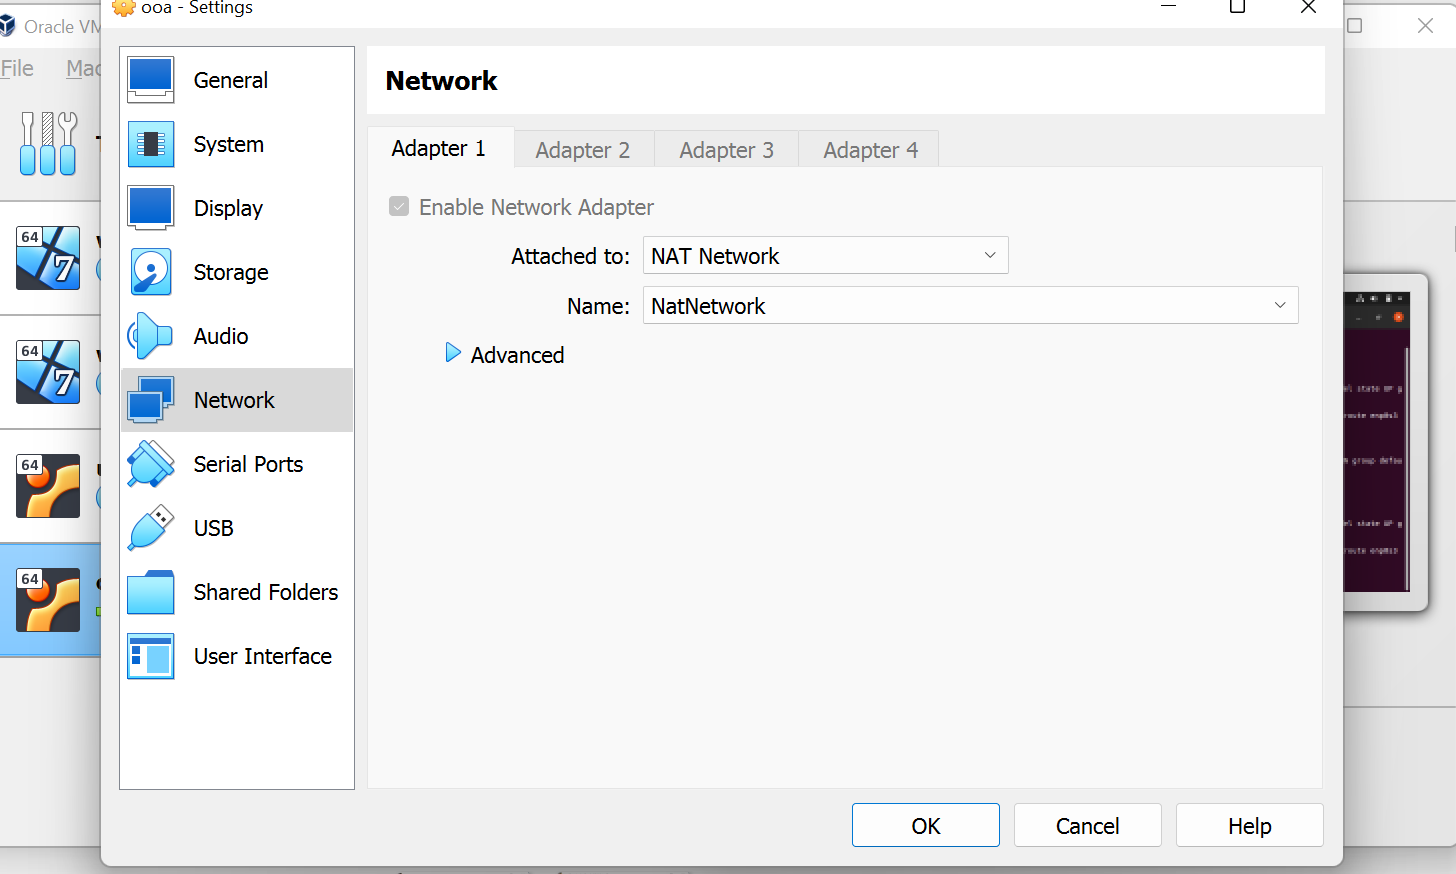 ooa - Settings
Oracle VM
File Mac
General
System
Display
Storage
Audio
Network
Serial Ports
USB
Shared Folders
User Interface
64
7
64
7
64
64
Network
Adapter 1 Adapter 2 Adapter 3 Adapter 4
Enable Network Adapter
Attached to: NAT Network
Name: NatNetwork
Advanced
OK Cancel Help